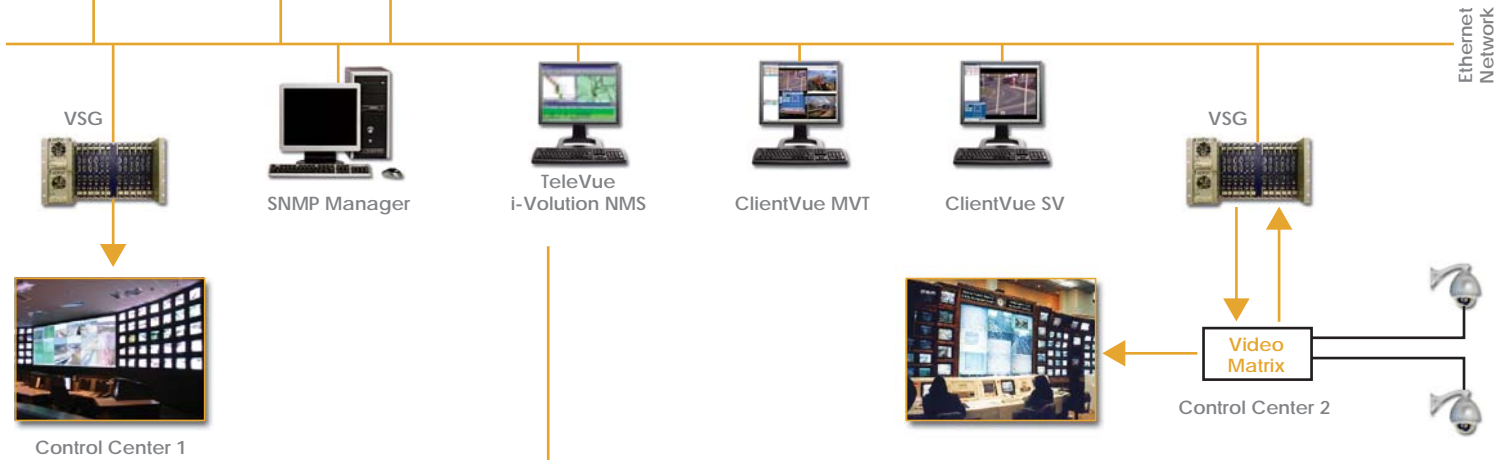 Ethernet
Network
VSG
VSG
SNMP Manager
TeleVue
i-Volution NMS
ClientVue MVT
ClientVue SV
Video
Matrix
Control Center 2
Control Center 1